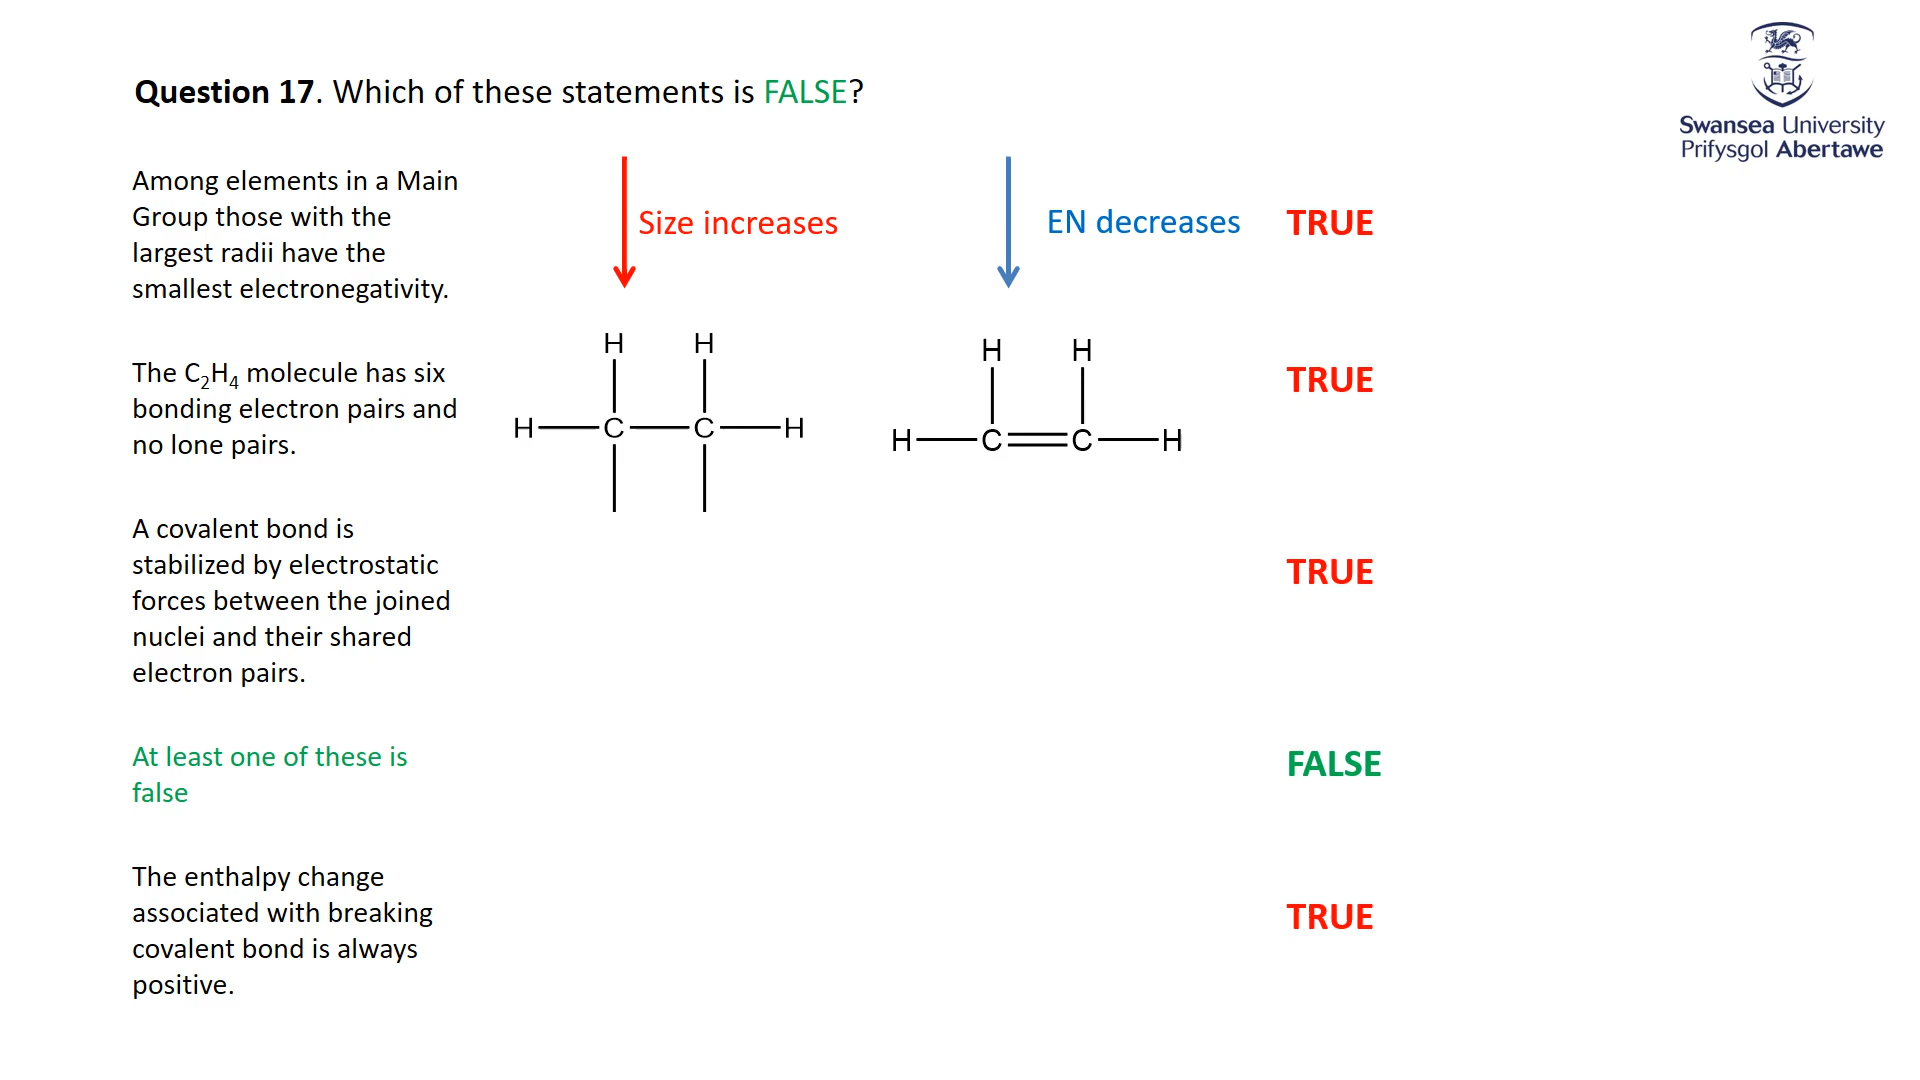 Question 17. Which of these statements is FALSE?
Swansea University
Prifysgol Abertawe
Among elements in a Main
Group those with the
largest radii have the
smallest electronegativity.
Size increases
EN decreases
TRUE
The C₂H₄ molecule has six
bonding electron pairs and
no lone pairs.
H H
H C C H
H H
H C C H
TRUE
A covalent bond is
stabilized by electrostatic
forces between the joined
nuclei and their shared
electron pairs.
TRUE
At least one of these is
false
FALSE
The enthalpy change
associated with breaking
covalent bond is always
positive.
TRUE